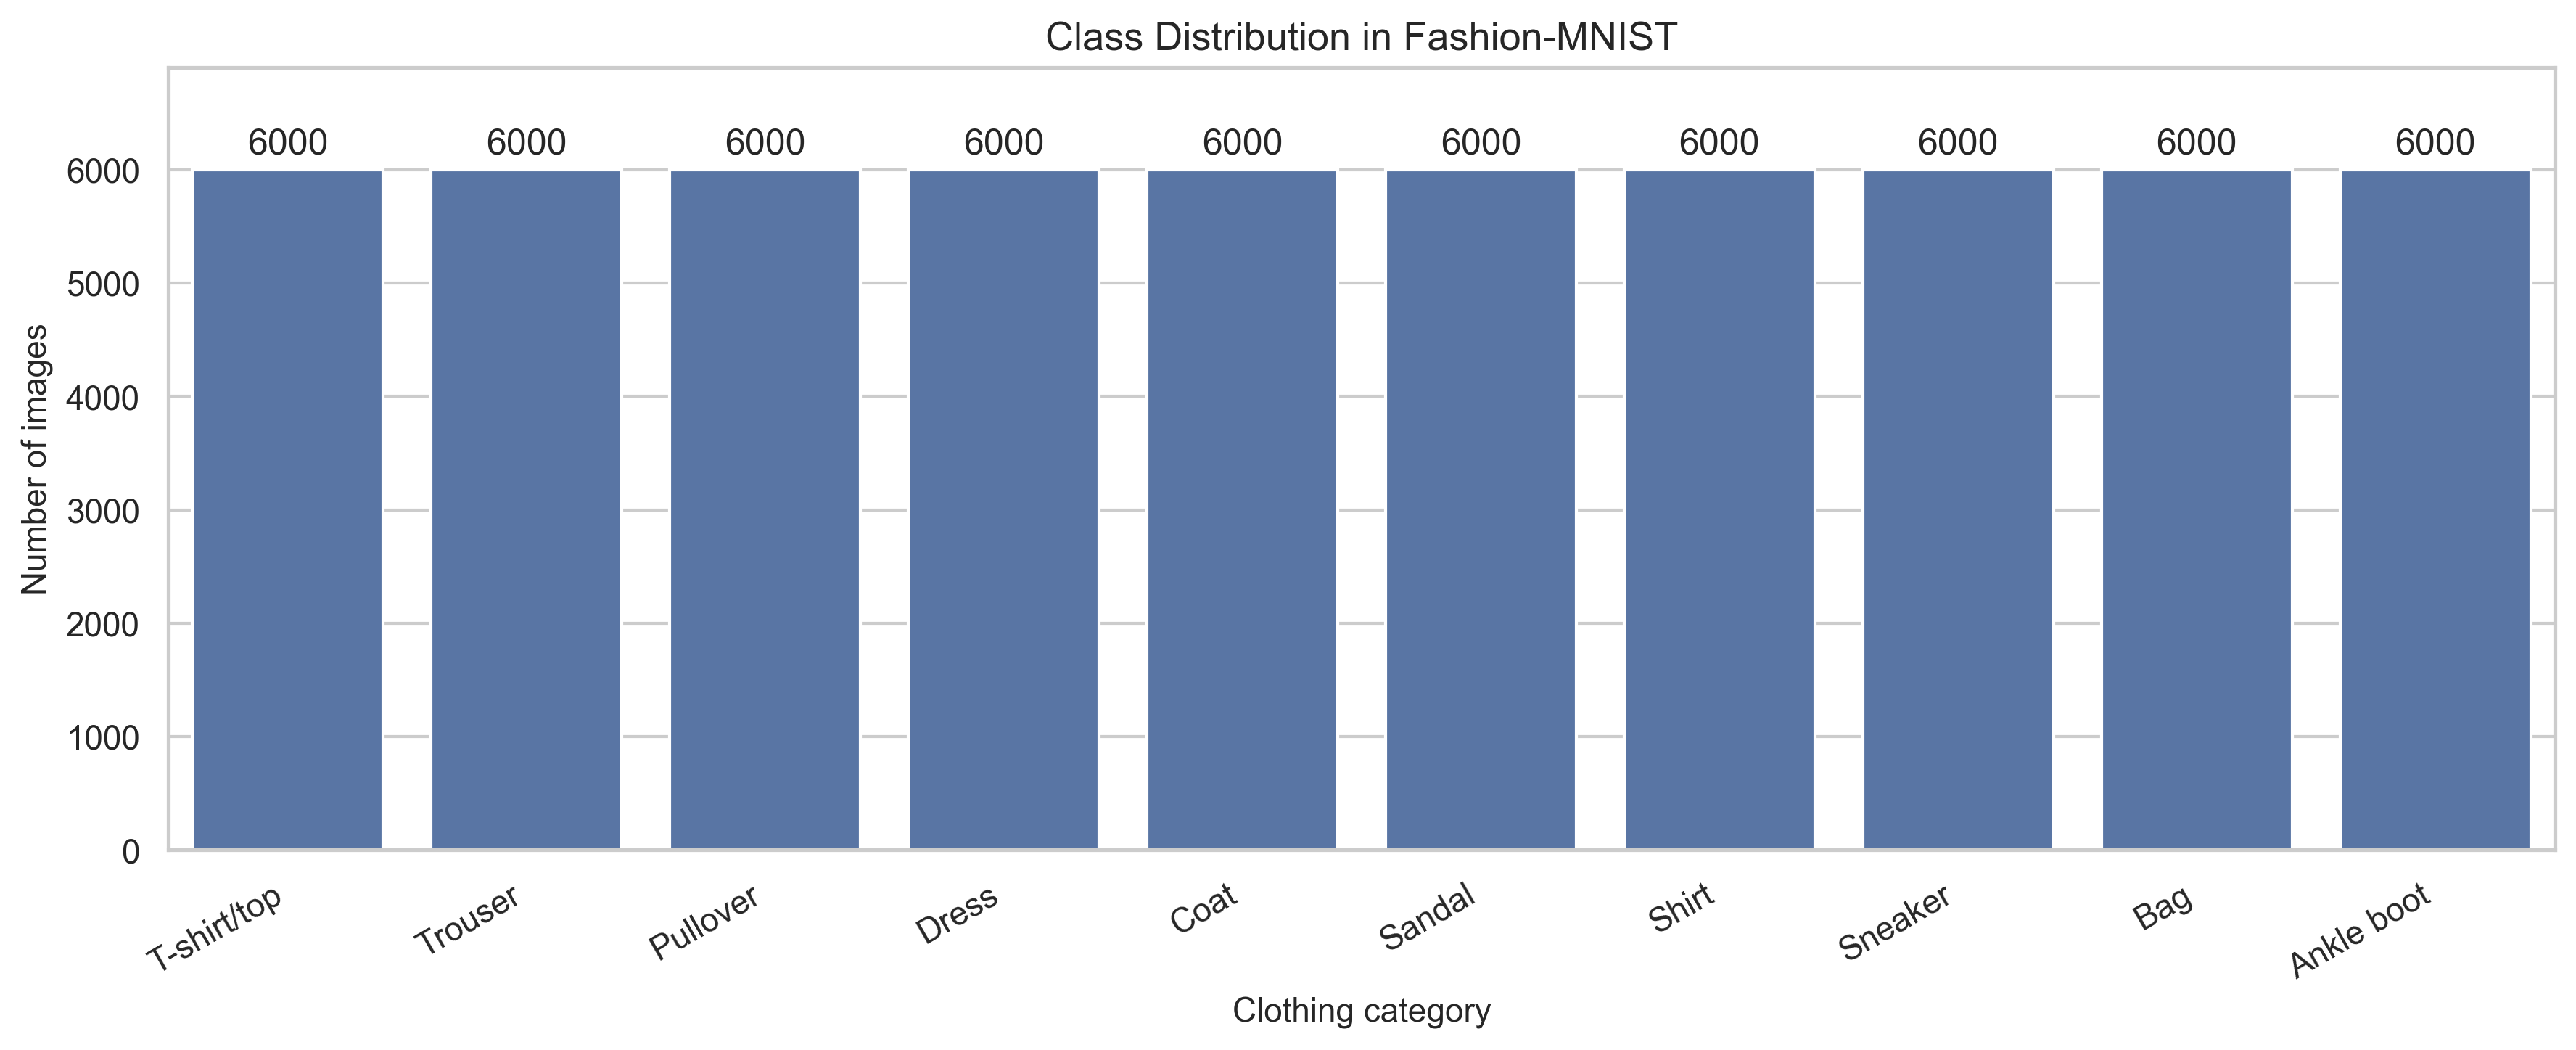 Class Distribution in Fashion-MNIST
6000 6000 6000 6000 6000 6000 6000 6000 6000 6000
6000
5000
4000
3000
2000
1000
0
Number of images
T-shirt/top Trouser Pullover Dress Coat Sandal Shirt Sneaker Bag Ankle boot
Clothing category